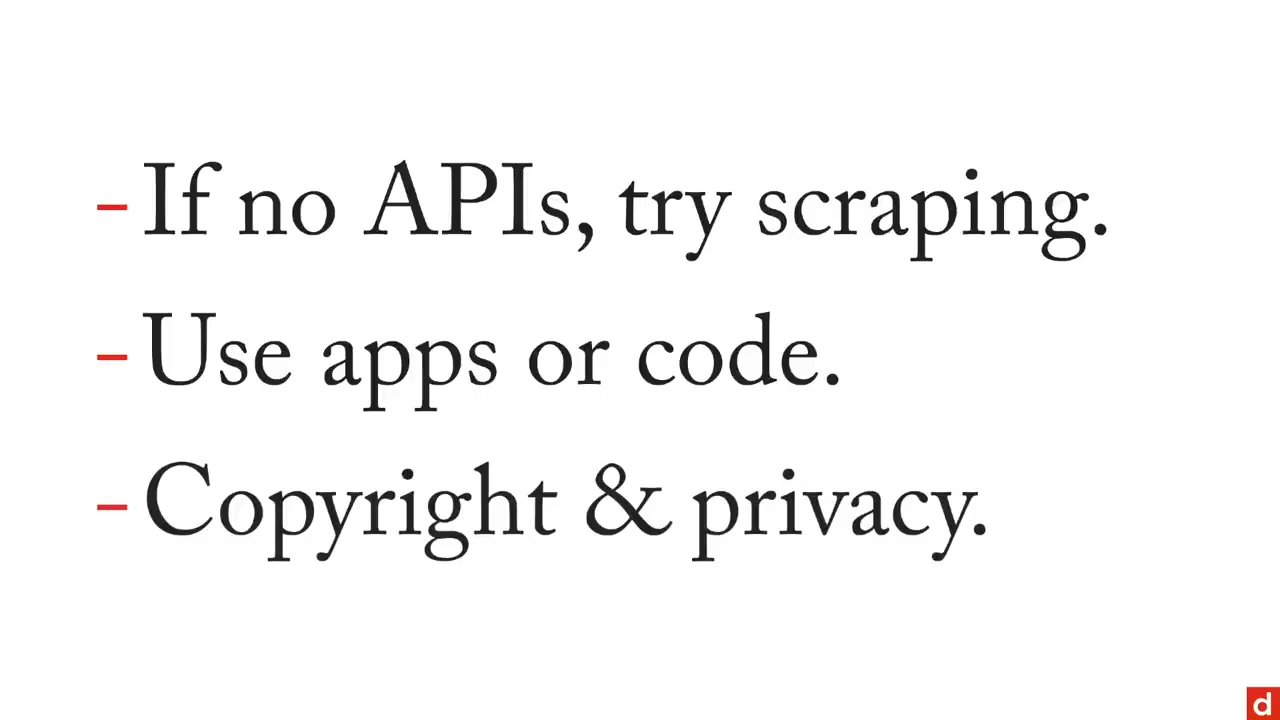 - If no APIs, try scraping.
- Use apps or code.
- Copyright & privacy.
d